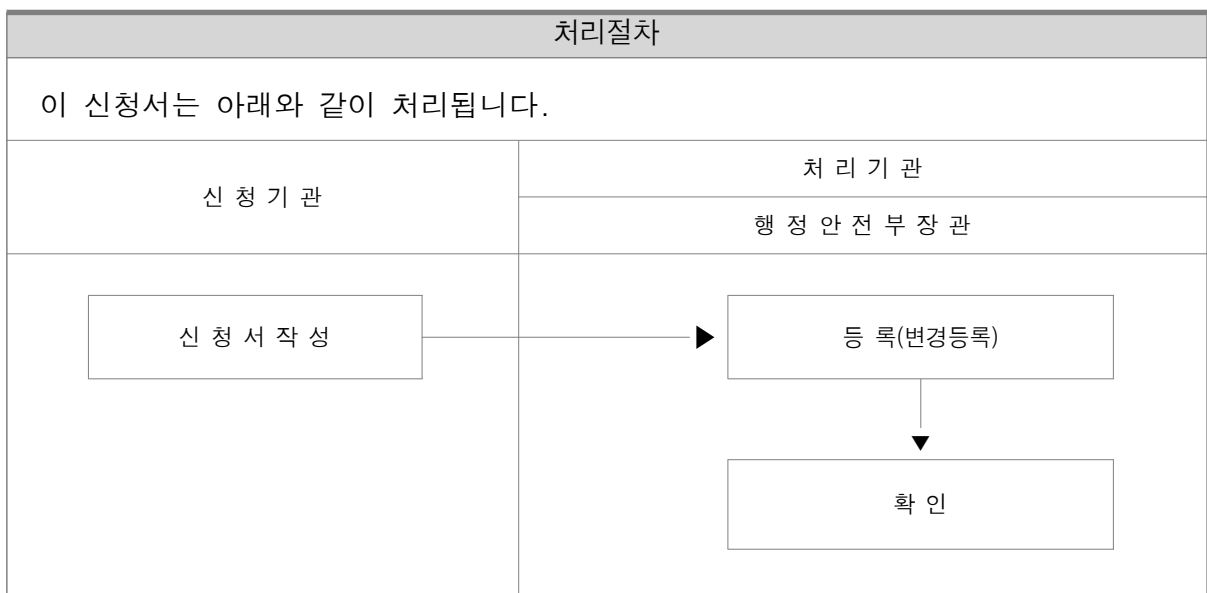 처리절차
이 신청서는 아래와 같이 처리됩니다.
신 청 기 관
처 리 기 관
행 정 안 전 부 장 관
신 청 서 작 성
등 록(변경등록)
확 인